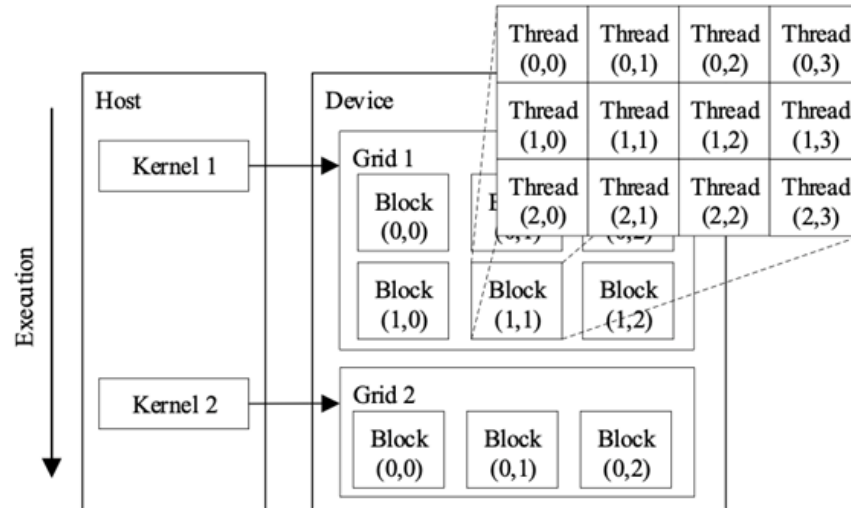 Thread
(0,0)
Thread
(0,1)
Thread
(0,2)
Thread
(0,3)
Thread
(1,0)
Thread
(1,1)
Thread
(1,2)
Thread
(1,3)
Thread
(2,0)
Thread
(2,1)
Thread
(2,2)
Thread
(2,3)
Execution
Host
Kernel 1
Kernel 2
Device
Grid 1
Block
(0,0)
Block
(1,0)
Block
(1,1)
Block
(1,2)
Grid 2
Block
(0,0)
Block
(0,1)
Block
(0,2)